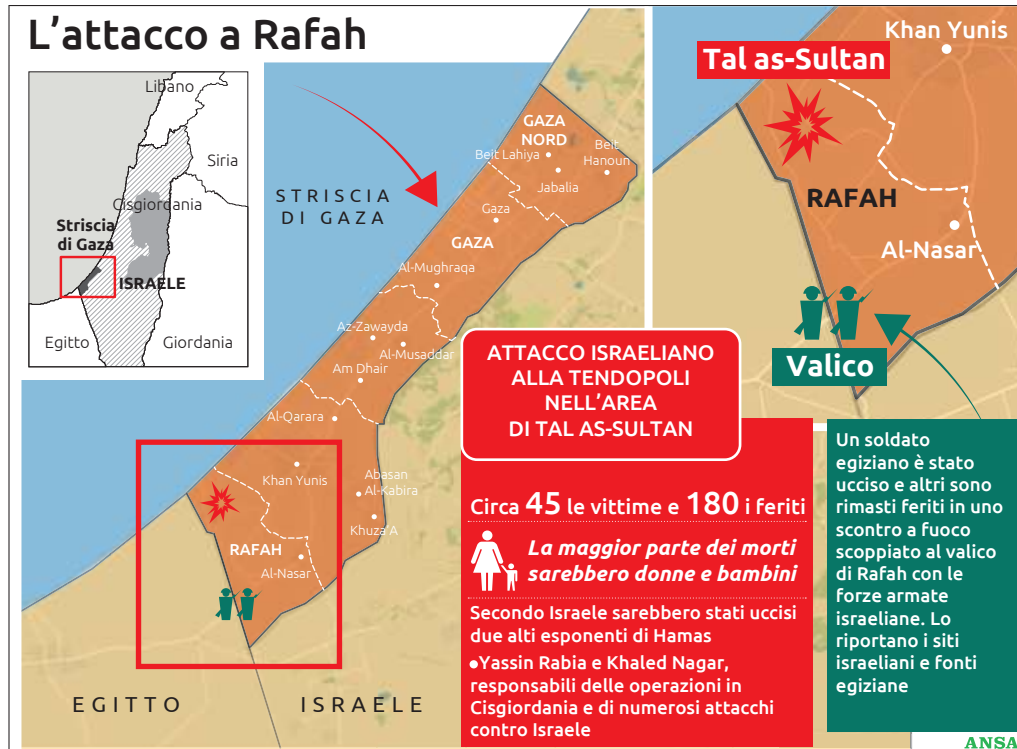 L'attacco a Rafah
Libano
Siria
Cisgiordania
Striscia
di Gaza
ISRAELE
Egitto
Giordania
STRISCIA
DI GAZA
GAZA
NORD
Beit Lahiya
Beit
Hanoun
Jabalia
Gaza
GAZA
Al-Mughraqa
Az-Zawayda
Al-Musaddar
Am Dhair
Al-Qarara
Khan Yunis
Abasan
Al-Kabira
Khuza'A
RAFAH
Al-Nasar
EGITTO
ISRAELE
Khan Yunis
Tal as-Sultan
RAFAH
Al-Nasar
Valico
ATTACCO ISRAELIANO
ALLA TENDOPOLI
NELL'AREA
DI TAL AS-SULTAN
Circa 45 le vittime e 180 i feriti
La maggior parte dei morti
sarebbero donne e bambini
Secondo Israele sarebbero stati uccisi
due alti esponenti di Hamas
•Yassin Rabia e Khaled Nagar,
responsabili delle operazioni in
Cisgiordania e di numerosi attacchi
contro Israele
Un soldato
egiziano è stato
ucciso e altri sono
rimasti feriti in uno
scontro a fuoco
scoppiato al valico
di Rafah con le
forze armate
israeliane. Lo
riportano i siti
israeliani e fonti
egiziane
ANSA